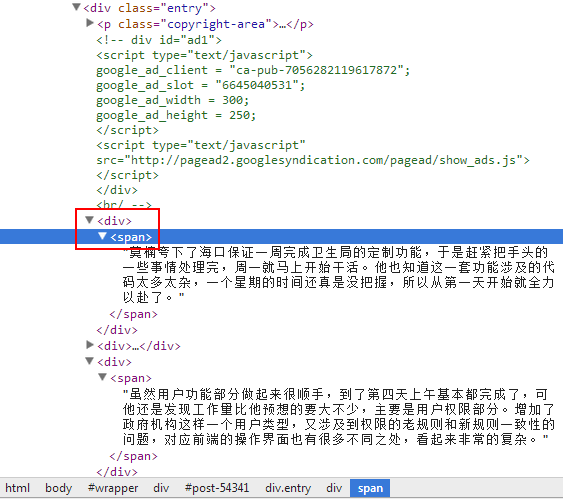 <div class="entry">
<p class="copyright-area">…</p>
<!-- div id="ad1">
<script type="text/javascript">
google_ad_client = "ca-pub-7056282119617872";
google_ad_slot = "6645040531";
google_ad_width = 300;
google_ad_height = 250;
</script>
<script type="text/javascript"
src="http://pagead2.googlesyndication.com/pagead/show_ads.js">
</script>
</div>
<br/ -->
<div>
<span>
"莫楠夸下了海口保证一周完成卫生局的定制功能，于是赶紧把手头的
一些事情处理完，周一就马上开始干活。他也知道这一套功能涉及的代
码太多太杂，一个星期的时间还真是没把握，所以从第一天开始就全力
以赴了。"
</span>
</div>
<div>…</div>
<div>
<span>
"虽然用户功能部分做起来很顺手，到了第四天上午基本都完成了，可
他还是发现工作量比他预想的要大不少，主要是用户权限部分。增加了
政府机构这样一个用户类型，又涉及到权限的老规则和新规则一致性的
问题，对应前端的操作界面也有很多不同之处，看起来非常的复杂。"
</span>
</div>
html body #wrapper div #post-54341 div.entry div span